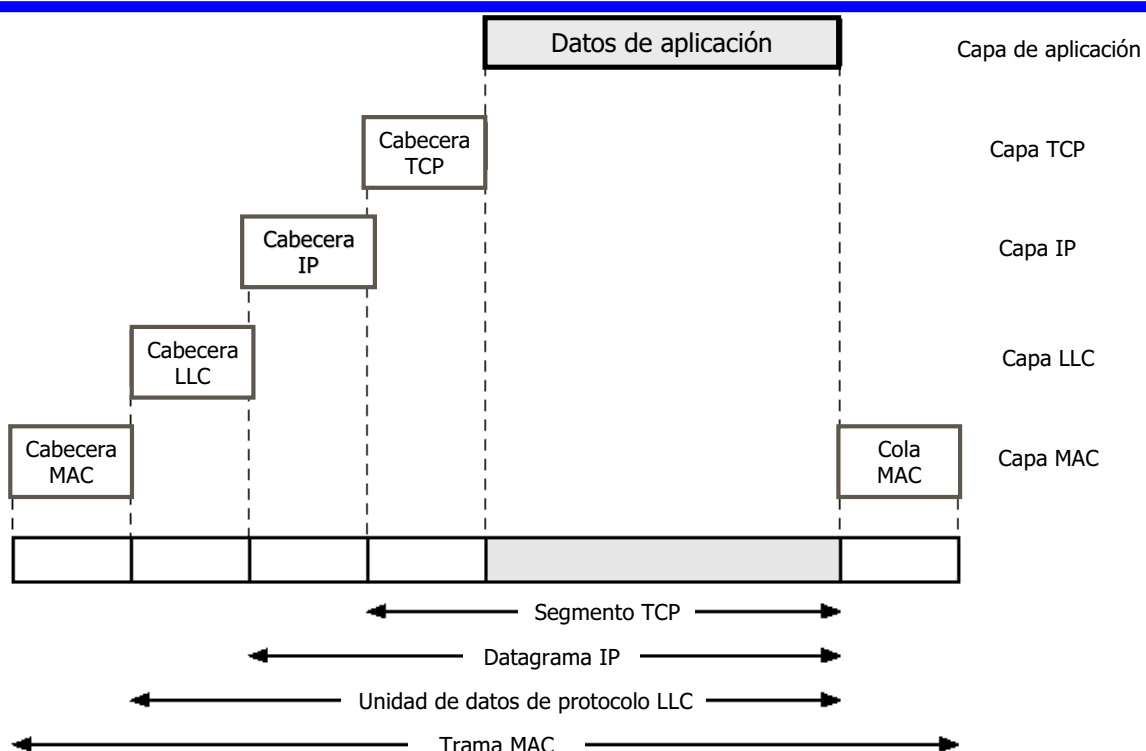 Datos de aplicación
Capa de aplicación
Cabecera
TCP
Capa TCP
Cabecera
IP
Capa IP
Cabecera
LLC
Capa LLC
Cabecera
MAC
Cola
MAC
Capa MAC
Segmento TCP
Datagrama IP
Unidad de datos de protocolo LLC
Trama MAC